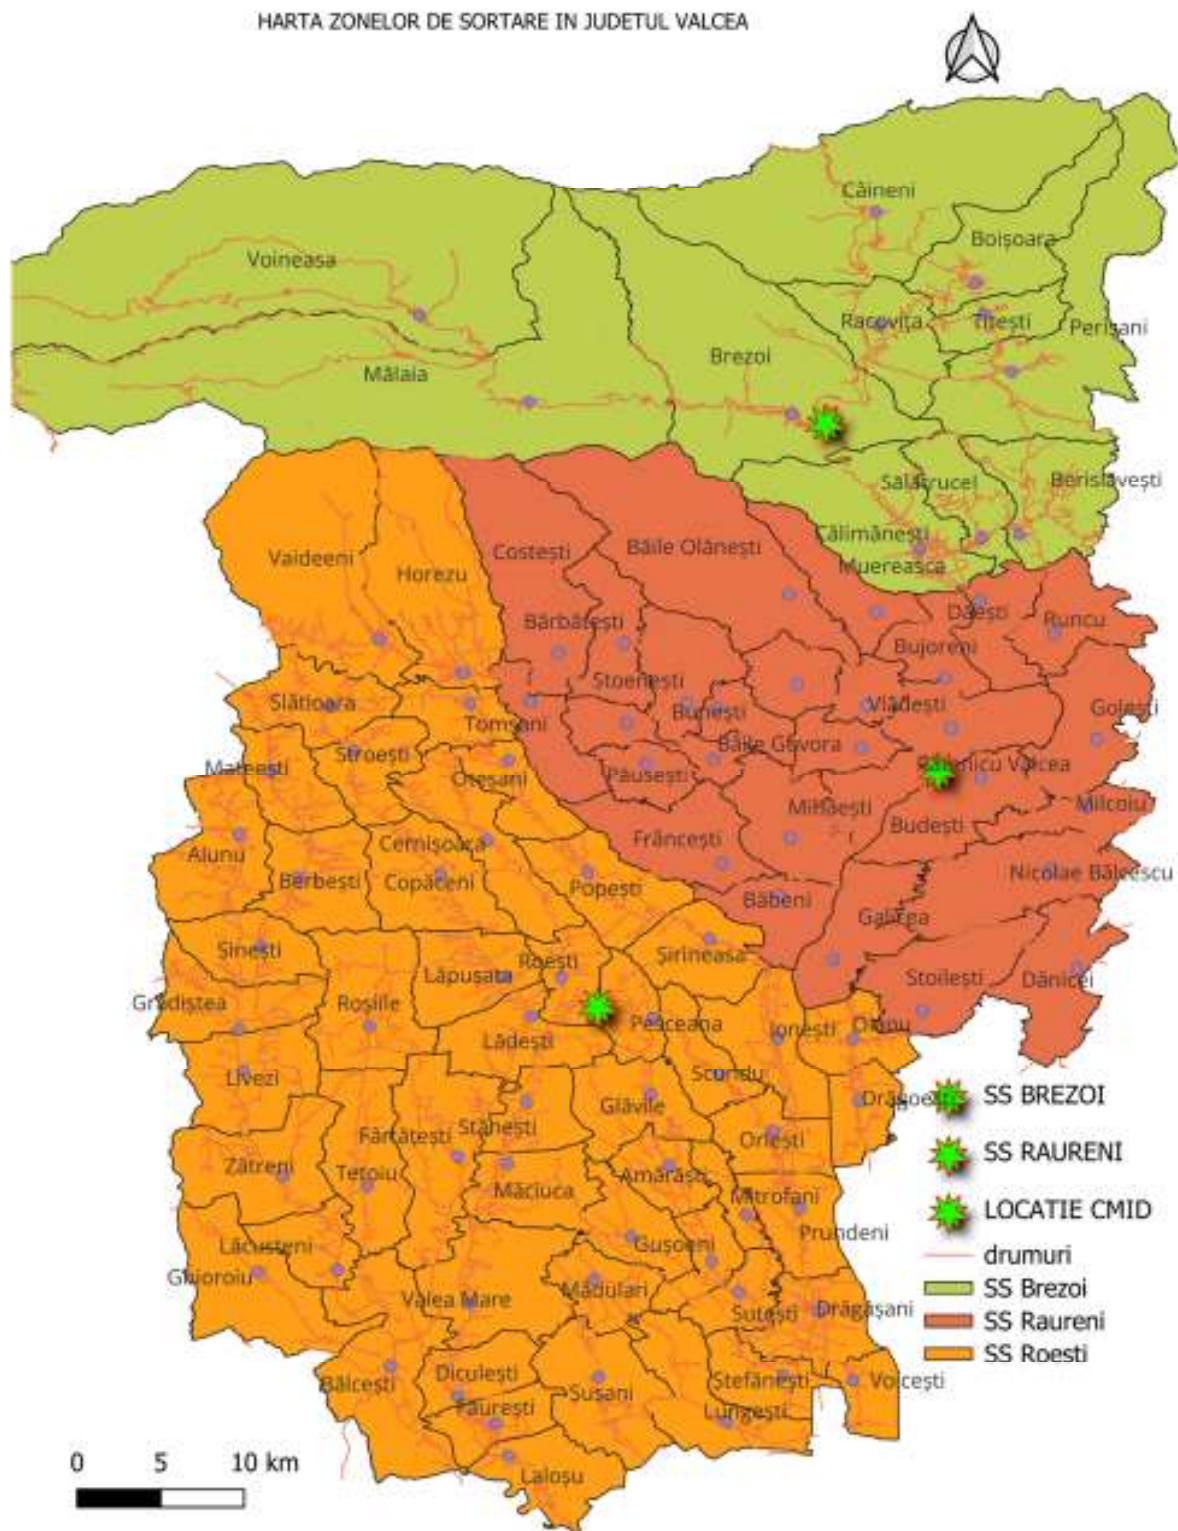 HARTA ZONELOR DE SORTARE IN JUDETUL VALCEA
Câineni
Boișoara
Voineasa
Racovița
Titești
Perișani
Brezoi
Mălaia
Sălătrucel
Berislăvești
Călimănești
Băile Olănești
Costești
Vaideeni
Horezu
Muereasca
Dăești
Runcu
Bărbătești
Bujoreni
Stoenești
Slătioara
Tomșani
Bunești
Vlădești
Golești
Stroești
Băile Govora
Mateești
Oteșani
Păușești
Râmnicu Vâlcea
Mihăești
Milcoiu
Budești
Frâncești
Cernișoara
Alunu
Berbești
Copăceni
Popești
Nicolae Bălcescu
Băbeni
Galicea
Sinești
Șirineasa
Roești
Lăpușata
Stoilești
Dănicei
Grădiștea
Roșiile
Pesceana
Ionești
Olanu
Lădești
Livezi
Scundu
Glăvile
Drăgoești
SS BREZOI
Fârtățești
Stănești
Orlești
Zătreni
Tetoiu
Amărăști
SS RAURENI
Măciuca
Mitrofani
LOCATIE CMID
Prundeni
Lăcusteni
Gușoeni
drumuri
Ghioroiu
Mădulari
SS Brezoi
Valea Mare
Sutești
Drăgășani
SS Raureni
SS Roesti
Diculești
Bălcești
Susani
Ștefănești
Voicești
Făurești
Lungești
0 5 10 km
Laloșu